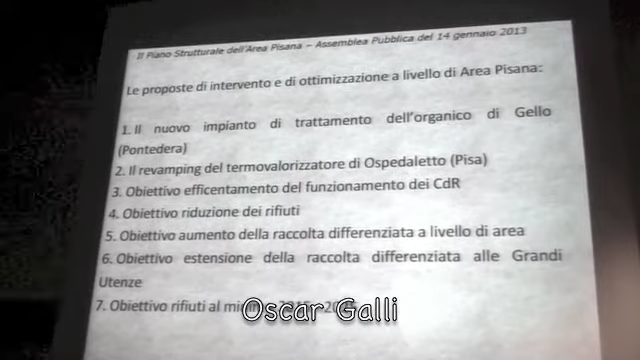 Il Piano Strutturale dell'Area Pisana – Assemblea Pubblica del 14 gennaio 2013
Le proposte di intervento e di ottimizzazione a livello di Area Pisana:
1. Il nuovo impianto di trattamento dell'organico di Gello
(Pontedera)
2. Il revamping del termovalorizzatore di Ospedaletto (Pisa)
3. Obiettivo efficentamento del funzionamento dei CdR
4. Obiettivo riduzione dei rifiuti
5. Obiettivo aumento della raccolta differenziata a livello di area
6. Obiettivo estensione della raccolta differenziata alle Grandi
Utenze
7. Obiettivo rifiuti al
Oscar Galli